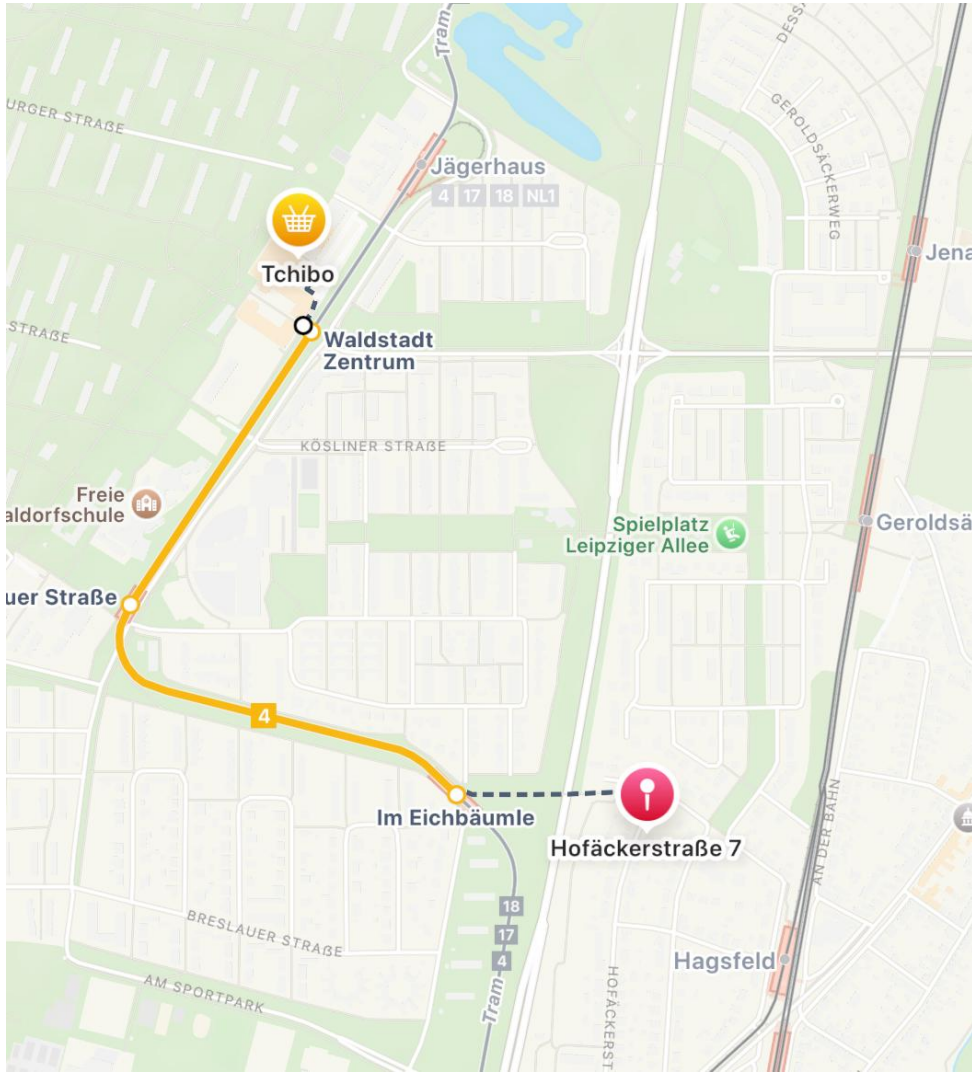 Tram
DESSA
URGER STRAßE
GEROLDSÄCKERWEG
Jägerhaus
4 17 18 NL1
Tchibo
Jena
STRAßE
Waldstadt
Zentrum
KÖSLINER STRAßE
Freie
aldorfschule
Spielplatz
Leipziger Allee
Geroldsä
uer Straße
4
Im Eichbäumle
Hofäckerstraße 7
AN DER BAHN
18
17
4
Tram
BRESLAUER STRAßE
Hagsfeld
AM SPORTPARK
HOFÄCKERST